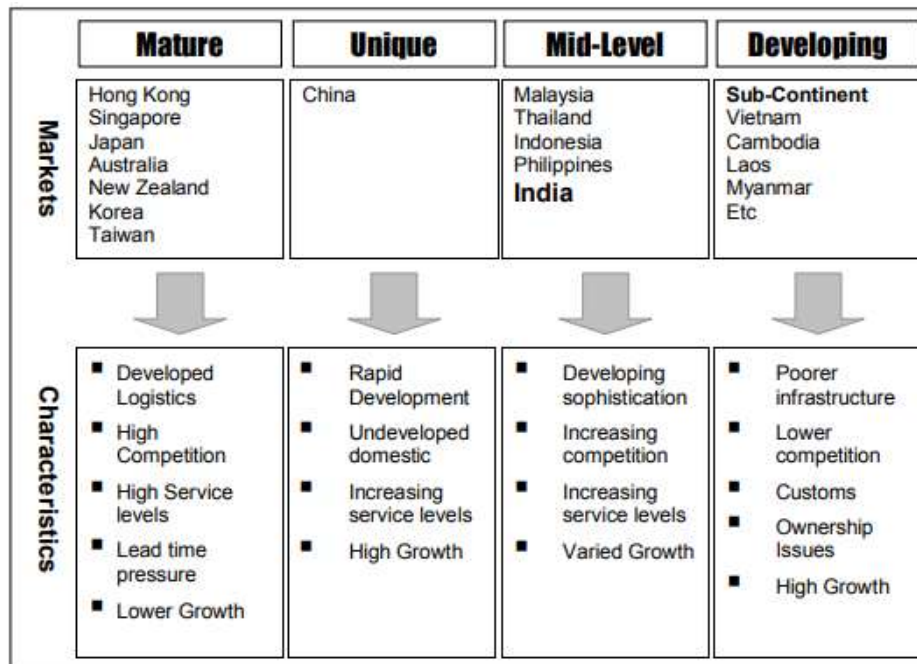 Mature
Unique
Mid-Level
Developing
Markets
Hong Kong
Singapore
Japan
Australia
New Zealand
Korea
Taiwan
China
Malaysia
Thailand
Indonesia
Philippines
India
Sub-Continent
Vietnam
Cambodia
Laos
Myanmar
Etc
Characteristics
■ Developed
Logistics
■ High
Competition
■ High Service
levels
■ Lead time
pressure
■ Lower Growth
■ Rapid
Development
■ Undeveloped
domestic
■ Increasing
service levels
■ High Growth
■ Developing
sophistication
■ Increasing
competition
■ Increasing
service levels
■ Varied Growth
■ Poorer
infrastructure
■ Lower
competition
■ Customs
■ Ownership
Issues
■ High Growth